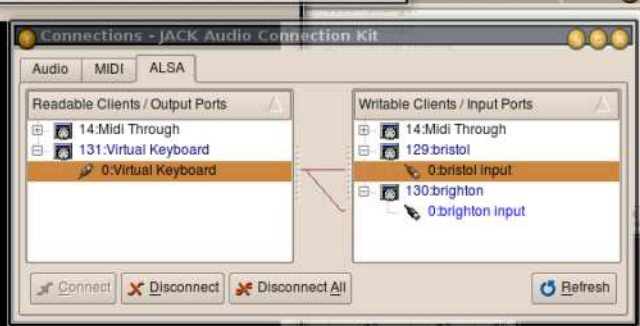 Connections - JACK Audio Connection Kit
Audio MIDI ALSA
Readable Clients / Output Ports
14:Midi Through
131:Virtual Keyboard
0:Virtual Keyboard
Writable Clients / Input Ports
14:Midi Through
129:bristol
0:bristol input
130:brighton
0:brighton input
Connect Disconnect Disconnect All Refresh